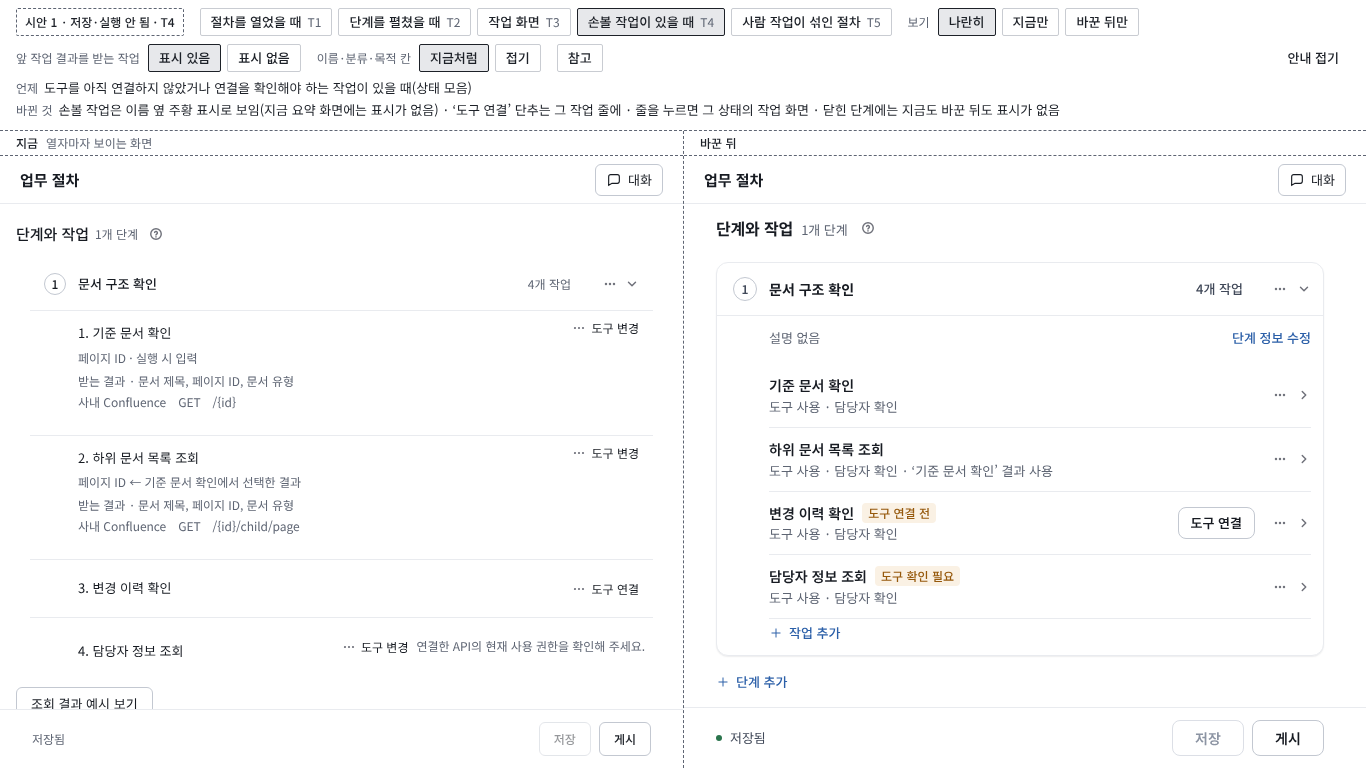 시안 1 · 저장·실행 안 됨 · T4 절차를 열었을 때 T1 단계를 펼쳤을 때 T2 작업 화면 T3 손볼 작업이 있을 때 T4 사람 작업이 섞인 절차 T5 보기 나란히 지금만 바꾼 뒤만
앞 작업 결과를 받는 작업 표시 있음 표시 없음 이름·분류·목적 칸 지금처럼 접기 참고 안내 접기
언제 도구를 아직 연결하지 않았거나 연결을 확인해야 하는 작업이 있을 때(상태 모음)
바뀐 것 손볼 작업은 이름 옆 주황 표시로 보임(지금 요약 화면에는 표시가 없음) · ‘도구 연결’ 단추는 그 작업 줄에 · 줄을 누르면 그 상태의 작업 화면 · 닫힌 단계에는 지금도 바꾼 뒤도 표시가 없음
지금 열자마자 보이는 화면
업무 절차
대화
단계와 작업 1개 단계
1 문서 구조 확인 4개 작업 ···
1. 기준 문서 확인 ··· 도구 변경
페이지 ID · 실행 시 입력
받는 결과 · 문서 제목, 페이지 ID, 문서 유형
사내 Confluence GET /{id}
2. 하위 문서 목록 조회 ··· 도구 변경
페이지 ID ← 기준 문서 확인에서 선택한 결과
받는 결과 · 문서 제목, 페이지 ID, 문서 유형
사내 Confluence GET /{id}/child/page
3. 변경 이력 확인 ··· 도구 연결
4. 담당자 정보 조회 ··· 도구 변경 연결한 API의 현재 사용 권한을 확인해 주세요.
조회 결과 예시 보기
저장됨 저장 게시
바꾼 뒤
업무 절차
대화
단계와 작업 1개 단계
1 문서 구조 확인 4개 작업 ···
설명 없음 단계 정보 수정
기준 문서 확인
도구 사용 · 담당자 확인
하위 문서 목록 조회
도구 사용 · 담당자 확인 · ‘기준 문서 확인’ 결과 사용
변경 이력 확인 도구 연결 전 도구 연결
도구 사용 · 담당자 확인
담당자 정보 조회 도구 확인 필요
도구 사용 · 담당자 확인
+ 작업 추가
+ 단계 추가
저장됨 저장 게시